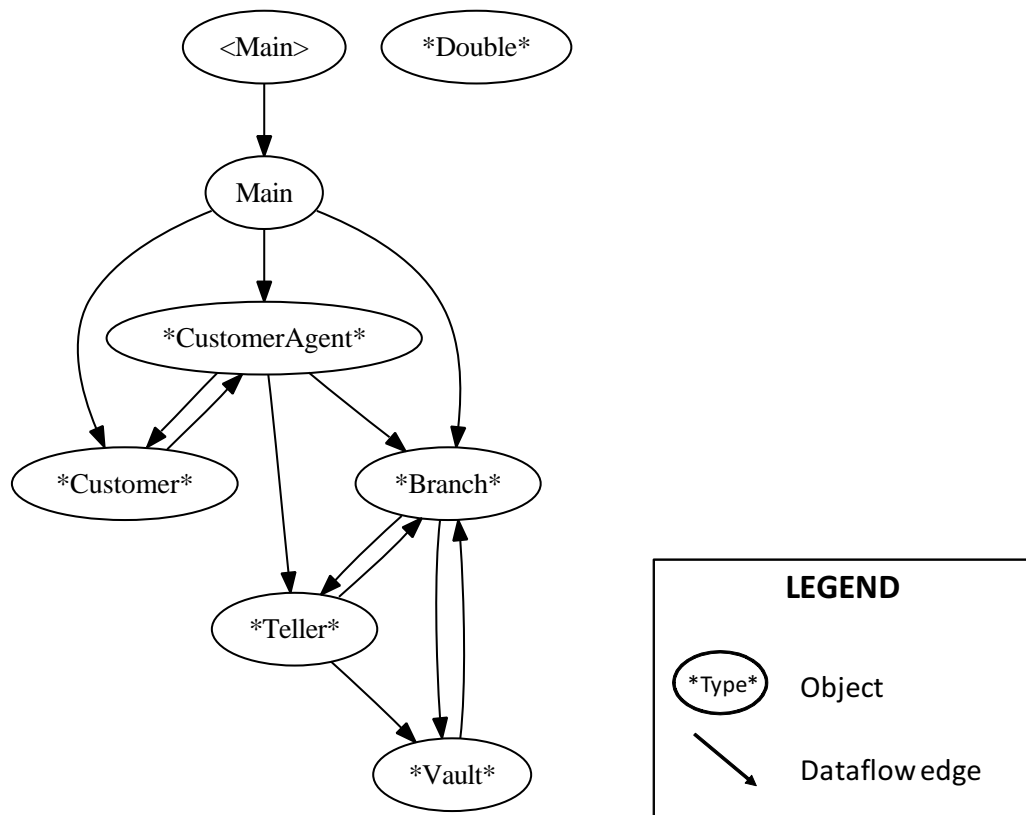 <Main>
*Double*
Main
*CustomerAgent*
*Customer*
*Branch*
*Teller*
*Vault*
LEGEND
*Type*
Object
Dataflow edge